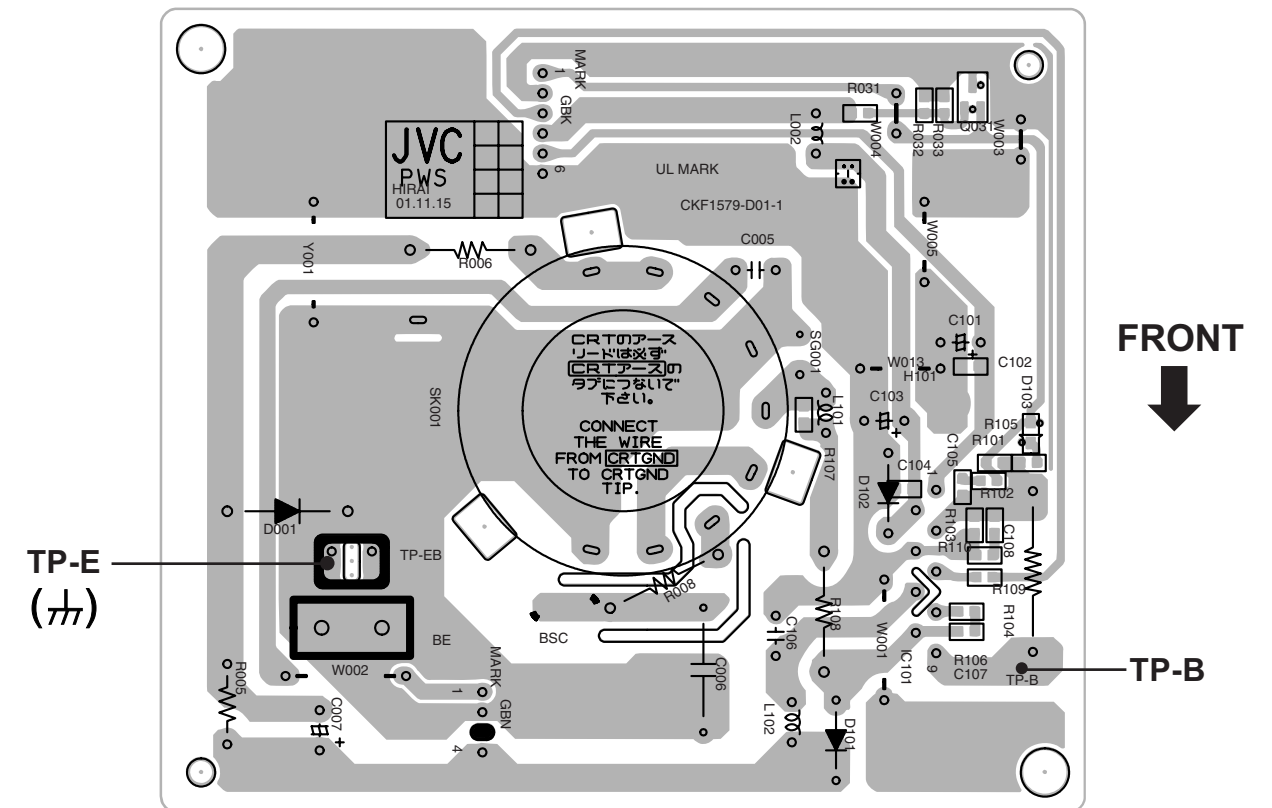 MARK
1
GBK
6
R031
L002
W004
R032
R033
Q031
W003
JVC
PWS
HIRAI
01.11.15
UL MARK
CKF1579-D01-1
Y001
R006
C005
W005
SG001
C101
W013
H101
C102
FRONT
CRTのアース
リードは必ず
CRTアースの
タブにつないで
下さい。
CONNECT
THE WIRE
FROM CRTGND
TO CRTGND
TIP.
SK001
L101
C103
+
+
D103
R105
R101
C105
R107
D102
C104
1
R102
R103
C108
R110
D001
TP-E
TP-EB
R008
R109
BE
BSC
R108
C106
W001
IC101
R104
R106
C107
9
TP-B
TP-B
W002
MARK
1
GBN
4
C006
R005
C007
+
L102
D101